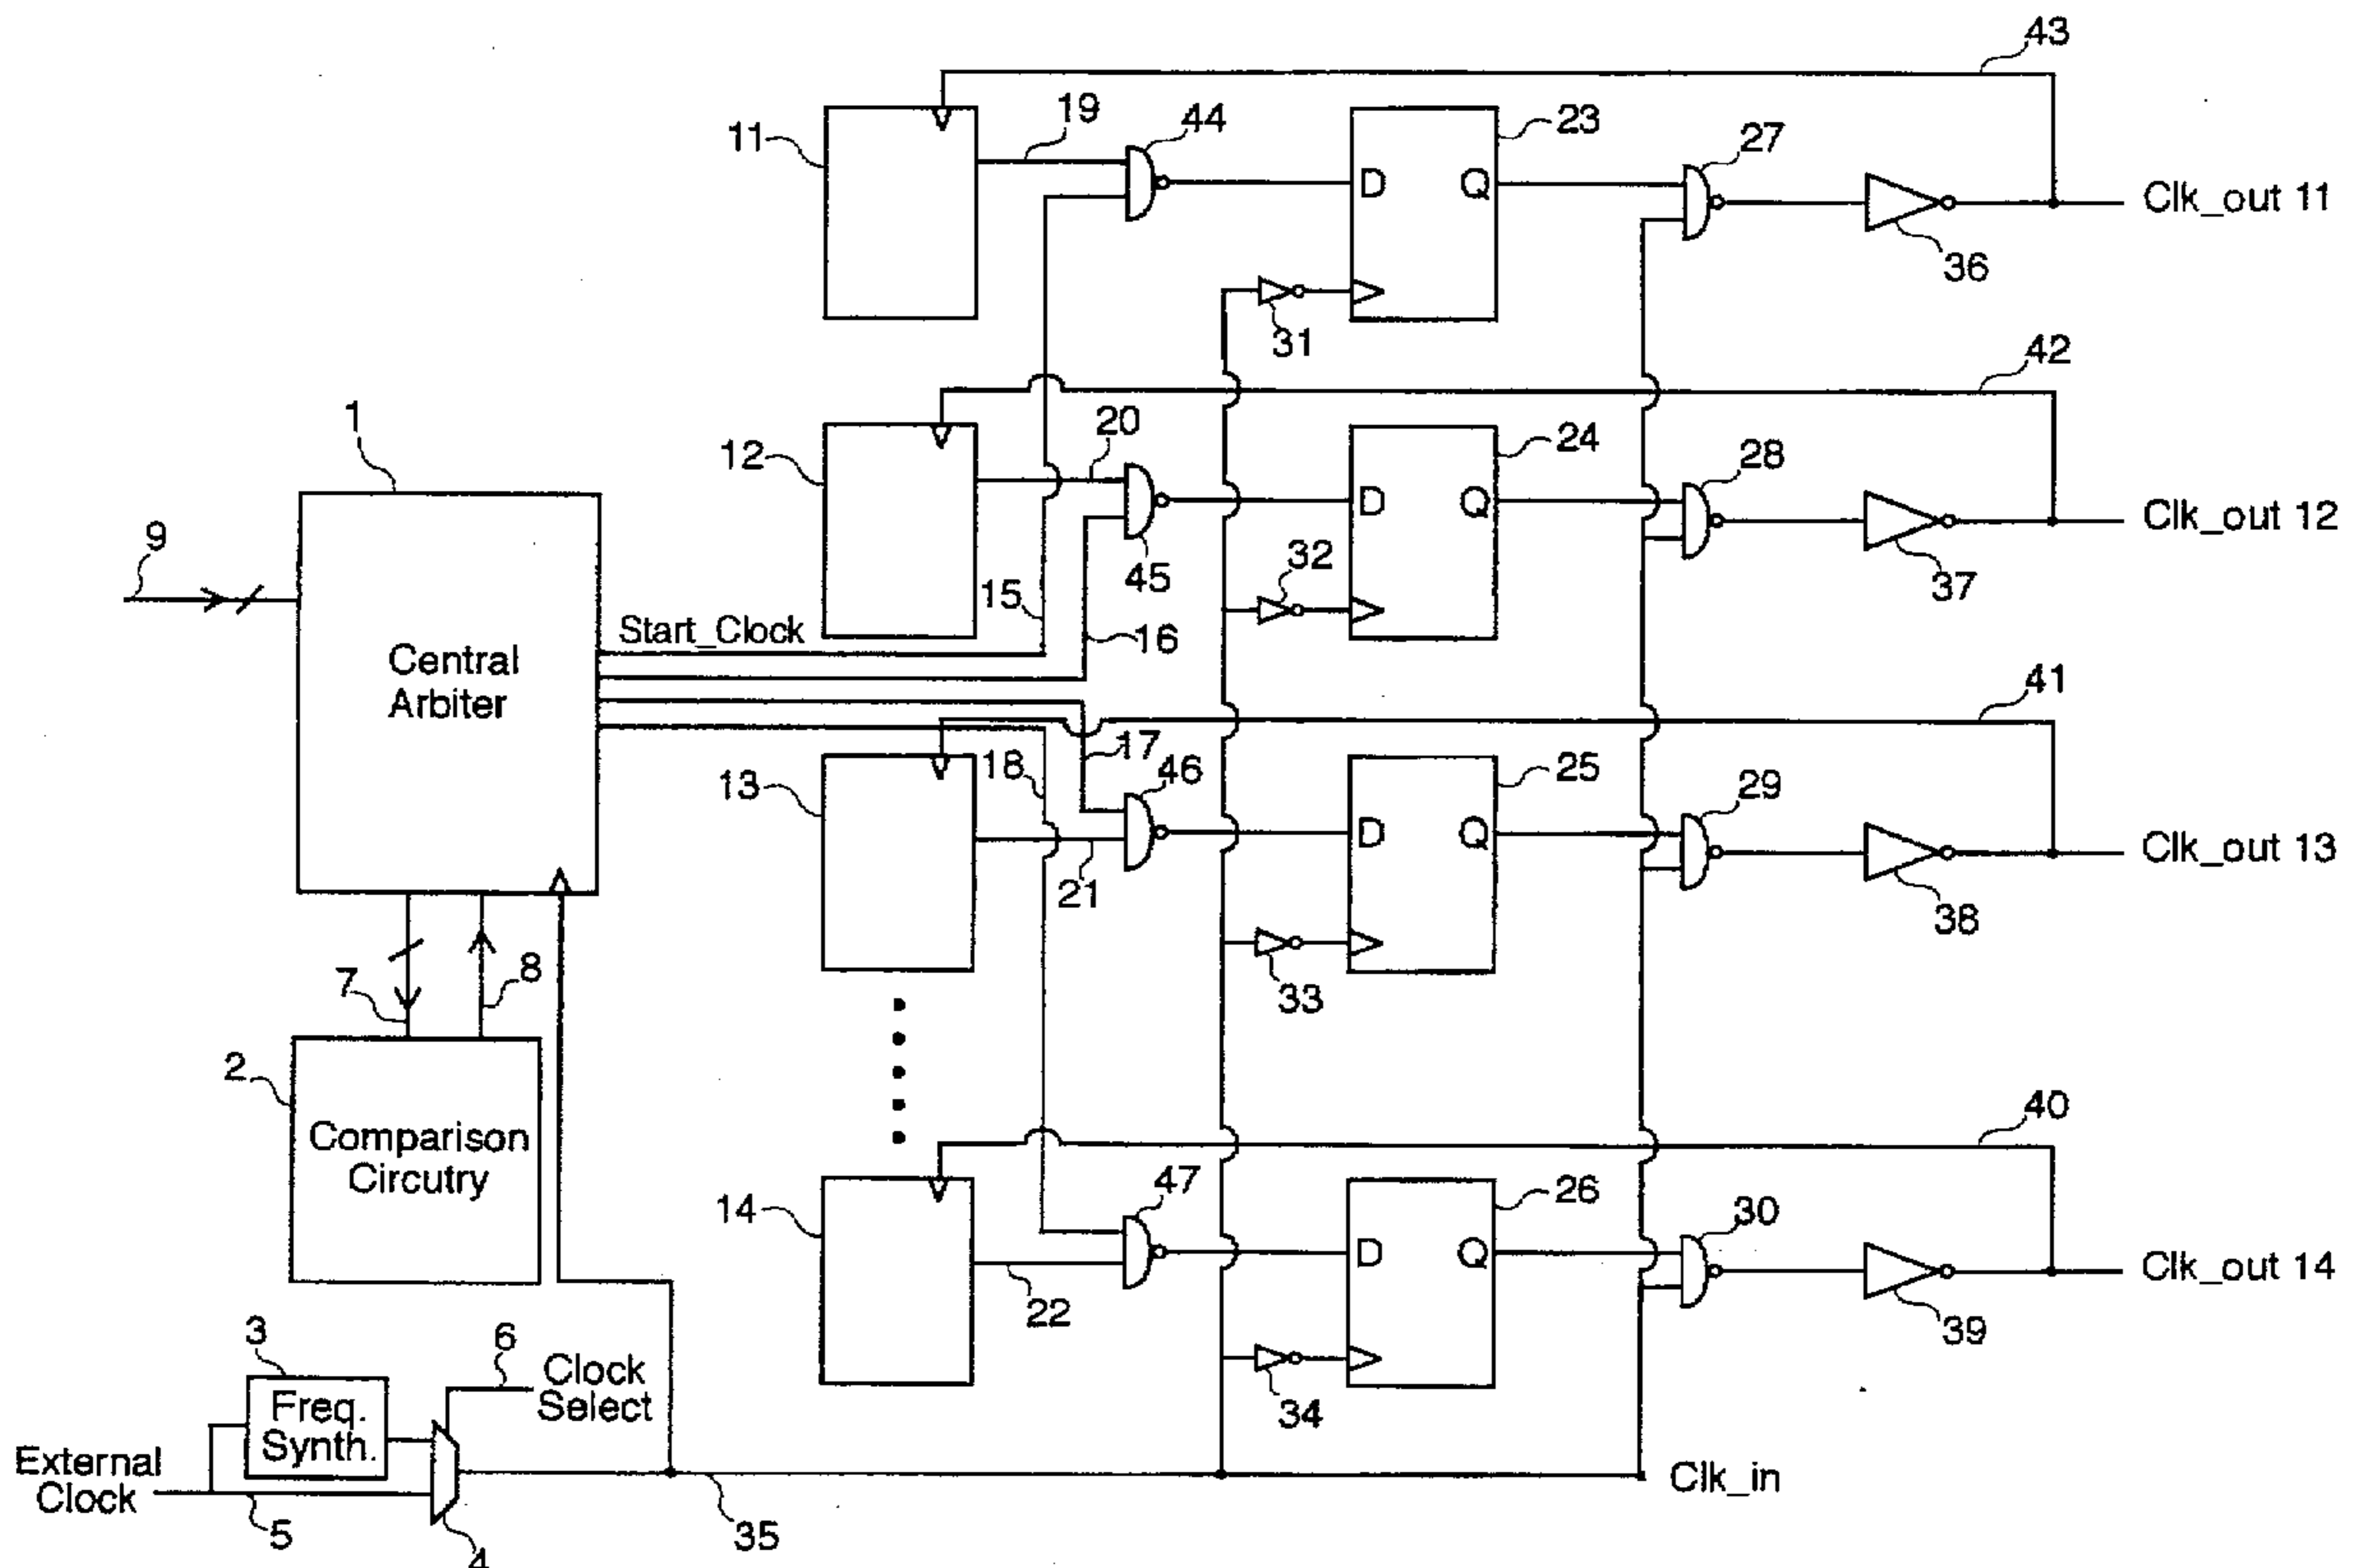 43
19
44
11
23
27
D
Q
Clk_out 11
36
31
42
1
20
12
24
28
D
Q
Clk_out 12
9
32
45
37
15
Start_Clock
16
Central
Arbiter
41
17
46
18
13
25
29
D
Q
Clk_out 13
21
38
7
8
33
2
Comparison
Circutry
40
47
14
26
30
D
Q
Clk_out 14
22
39
3
6
Clock
Select
34
Freq.
Synth.
External
Clock
5
4
35
Clk_in